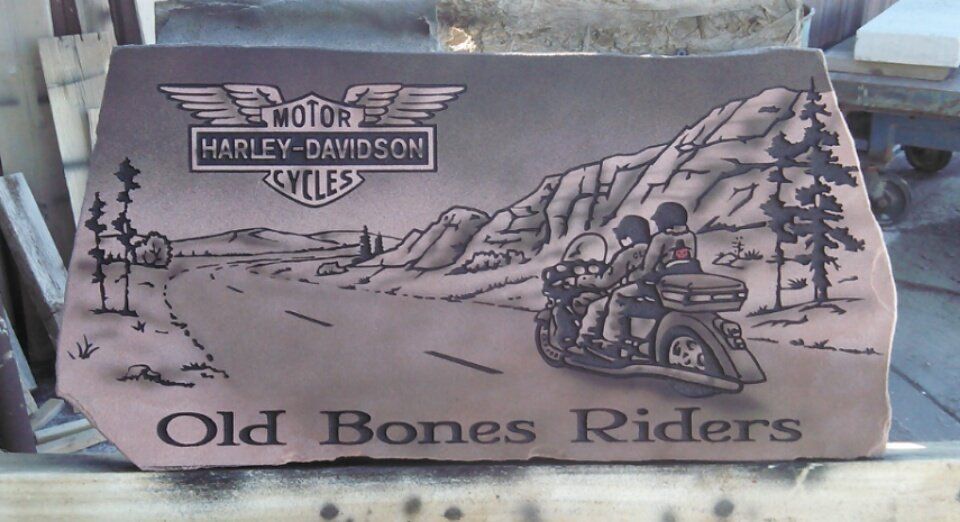 MOTOR
HARLEY-DAVIDSON
CYCLES
Old Bones Riders